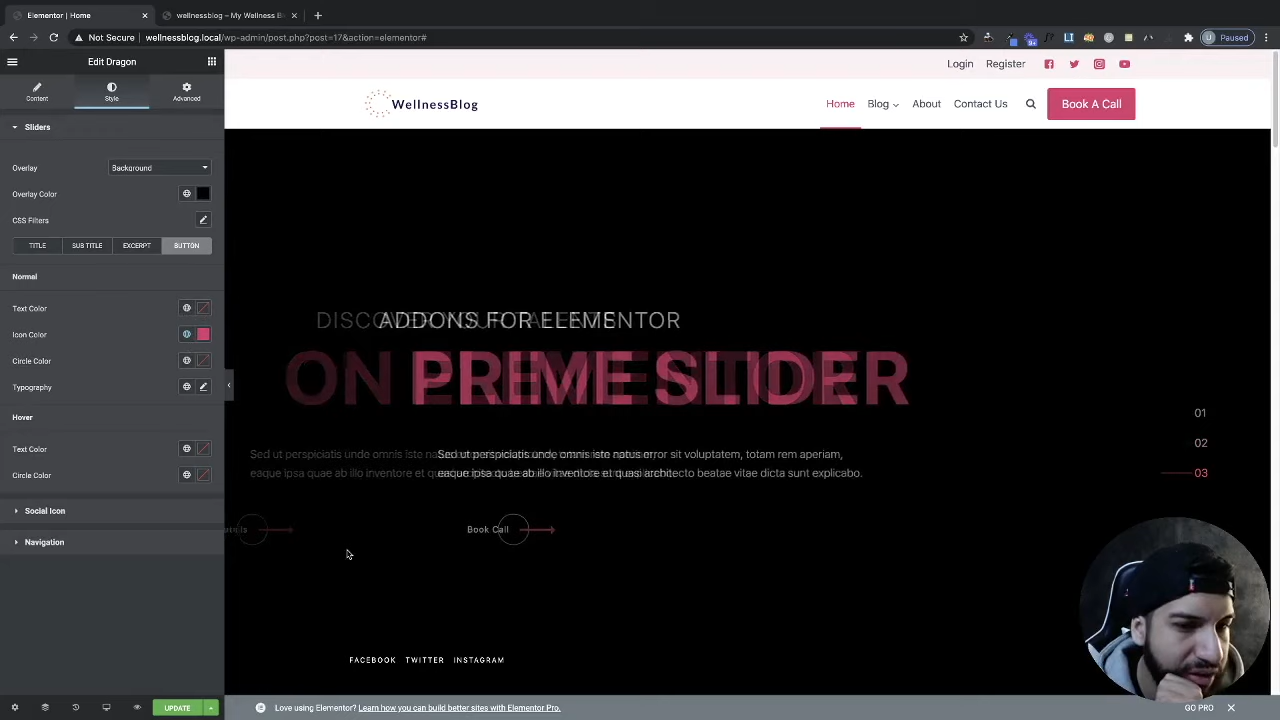 Elementor | Home
wellnessblog – My Wellness B
Not Secure | wellnessblog.local/wp-admin/post.php?post=17&action=elementor#
9+
LI
Paused
Edit Dragon
Login Register
Content Style Advanced
WellnessBlog
Home Blog About Contact Us Book A Call
Sliders
Overlay Background
Overlay Color
CSS Filters
TITLE SUB TITLE EXCERPT BUTTON
Normal
Text Color
Icon Color
Circle Color
Typography
Hover
Text Color
Circle Color
Social Icon
Navigation
ADDONS FOR ELEMENTOR
ON
PRIME SLIDER
Sed ut perspiciatis unde omnis iste natus error sit voluptatem, totam rem aperiam,
eaque ipsa quae ab illo inventore et quasi architecto beatae vitae dicta sunt explicabo.
Book Call
01
02
03
FACEBOOK TWITTER INSTAGRAM
UPDATE
Love using Elementor? Learn how you can build better sites with Elementor Pro.
GO PRO